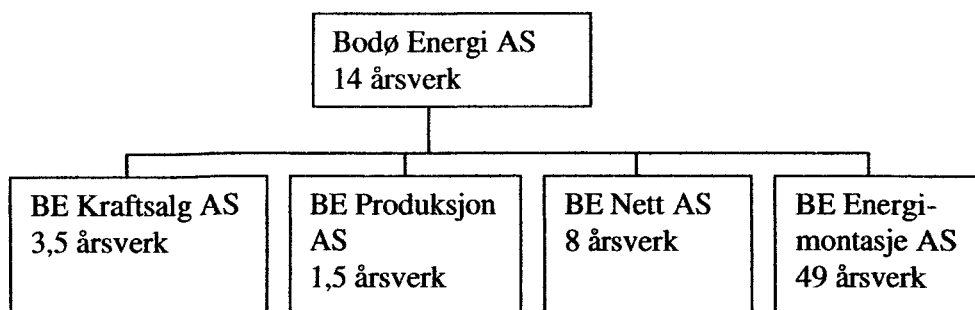 Bodø Energi AS
14 årsverk
BE Kraftsalg AS
3,5 årsverk
BE Produksjon
AS
1,5 årsverk
BE Nett AS
8 årsverk
BE Energi-
montasje AS
49 årsverk